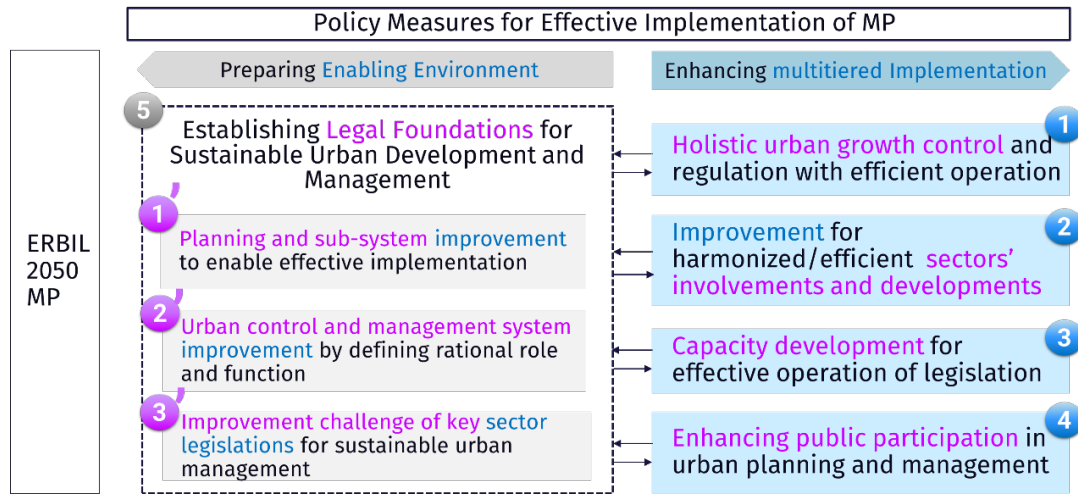 Policy Measures for Effective Implementation of MP
Preparing Enabling Environment
Enhancing multitiered Implementation
ERBIL
2050
MP
5
Establishing Legal Foundations for
Sustainable Urban Development and
Management
1’
Planning and sub-system improvement
to enable effective implementation
2’
Urban control and management system
improvement by defining rational role
and function
3’
Improvement challenge of key sector
legislations for sustainable urban
management
1
Holistic urban growth control and
regulation with efficient operation
2
Improvement for
harmonized/efficient sectors’
involvements and developments
3
Capacity development for
effective operation of legislation
4
Enhancing public participation in
urban planning and management